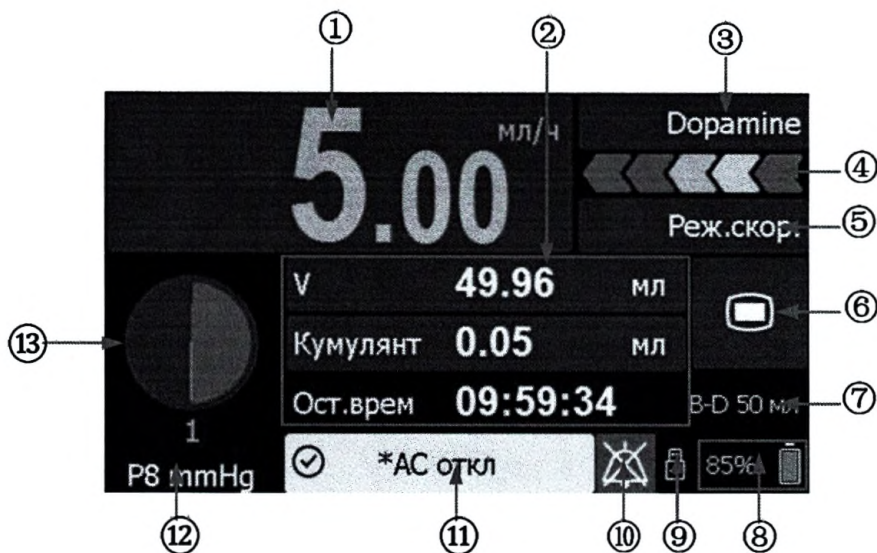 ① ② ③
5.00 мл/ч
Dopamine
④
Реж.скор.
⑤
V 49.96 мл
⑥
Кумулянт 0.05 мл
⑬
Ост.врем 09:59:34
B-D 50 мл
⑦
1
P8 mmHg
*АС откл
85%
⑫ ⑪ ⑩ ⑨ ⑧